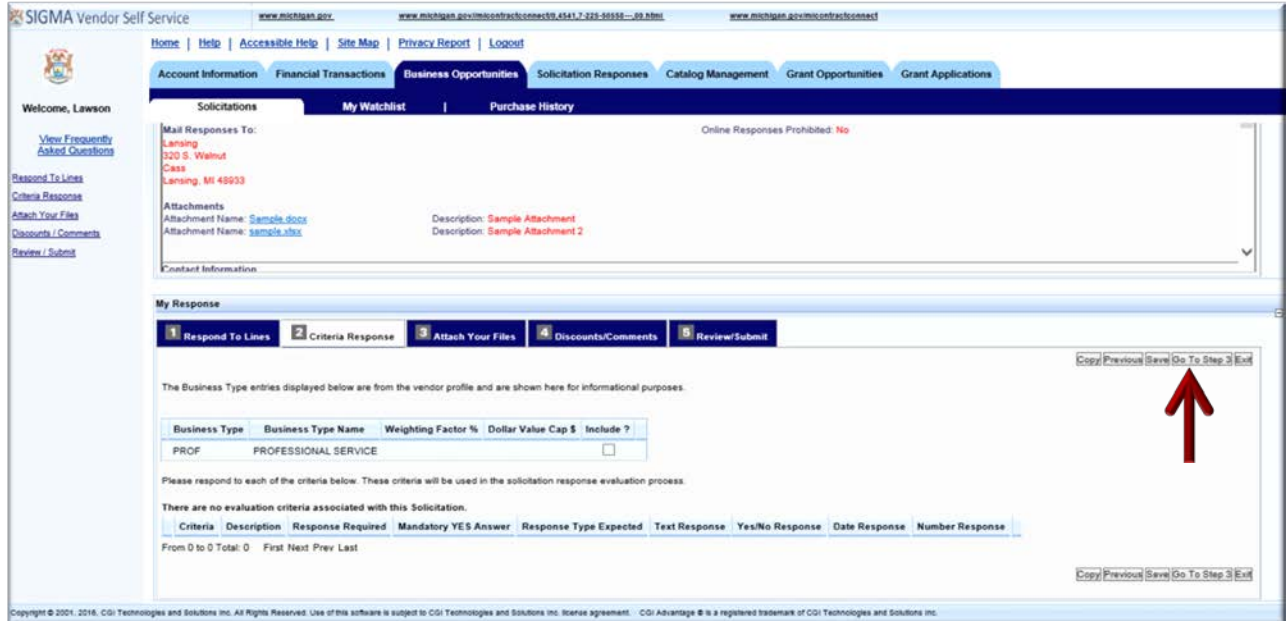 SIGMA Vendor Self Service
www.michigan.gov www.michigan.gov/micontractconnect/0,4541,7-225-50550---,00.html www.michigan.gov/micontractconnect
Home | Help | Accessible Help | Site Map | Privacy Report | Logout
Account Information Financial Transactions Business Opportunities Solicitation Responses Catalog Management Grant Opportunities Grant Applications
Welcome, Lawson
Solicitations My Watchlist | Purchase History
View Frequently
Asked Questions
Respond To Lines
Criteria Response
Attach Your Files
Discounts / Comments
Review / Submit
Mail Responses To: Online Responses Prohibited: No
Lansing
320 S. Walnut
Cass
Lansing, MI 48933
Attachments
Attachment Name: Sample.docx Description: Sample Attachment
Attachment Name: sample.xlsx Description: Sample Attachment 2
Contact Information
My Response
1 Respond To Lines 2 Criteria Response 3 Attach Your Files 4 Discounts/Comments 5 Review/Submit
Copy Previous Save Go To Step 3 Exit
The Business Type entries displayed below are from the vendor profile and are shown here for informational purposes.
Business Type Business Type Name Weighting Factor % Dollar Value Cap $ Include ?
PROF PROFESSIONAL SERVICE
Please respond to each of the criteria below. These criteria will be used in the solicitation response evaluation process.
There are no evaluation criteria associated with this Solicitation.
Criteria Description Response Required Mandatory YES Answer Response Type Expected Text Response Yes/No Response Date Response Number Response
From 0 to 0 Total: 0 First Next Prev Last
Copy Previous Save Go To Step 3 Exit
Copyright © 2001, 2016, CGI Technologies and Solutions Inc. All Rights Reserved. Use of this software is subject to CGI Technologies and Solutions Inc. license agreement. CGI Advantage ® is a registered trademark of CGI Technologies and Solutions Inc.